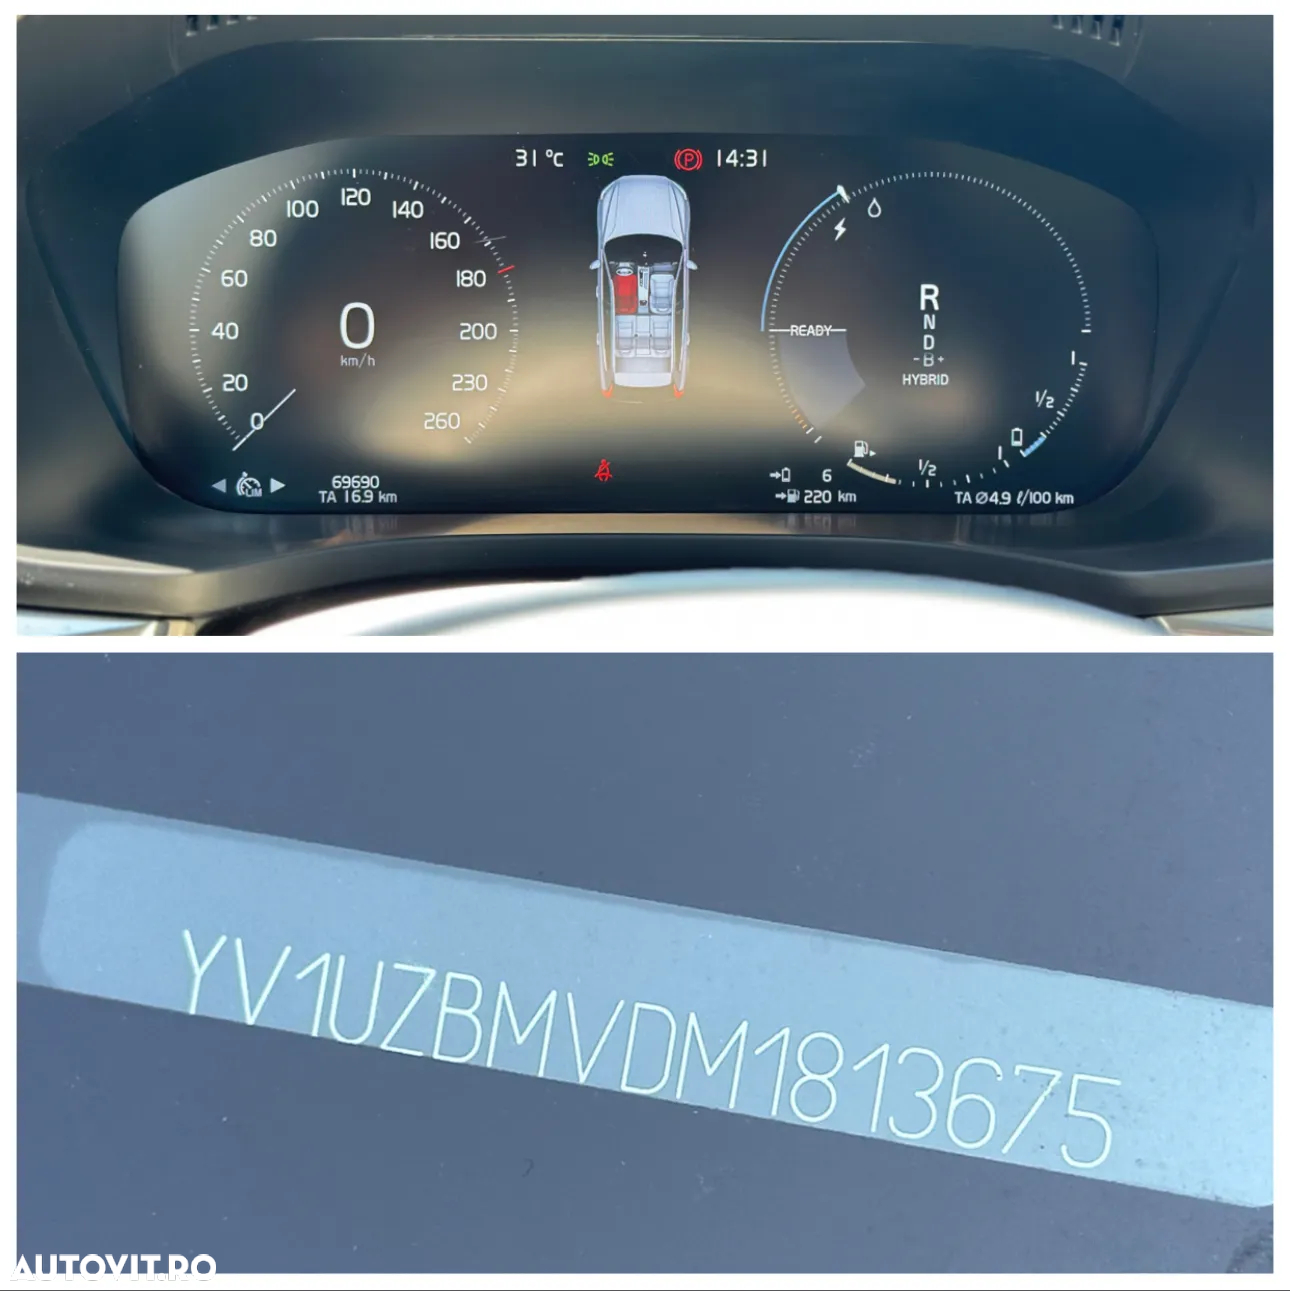 31 °C 14:31
0 20 40 60 80 100 120 140 160 180 200 230 260
0
km/h
READY
R
N
D
-B+
HYBRID
1
1/2
1 1/2
69690
TA 16.9 km
6
220 km
TA Ø4.9 ℓ/100 km
LIM
P
YV1UZBMVDM1813675
AUTOVIT.RO